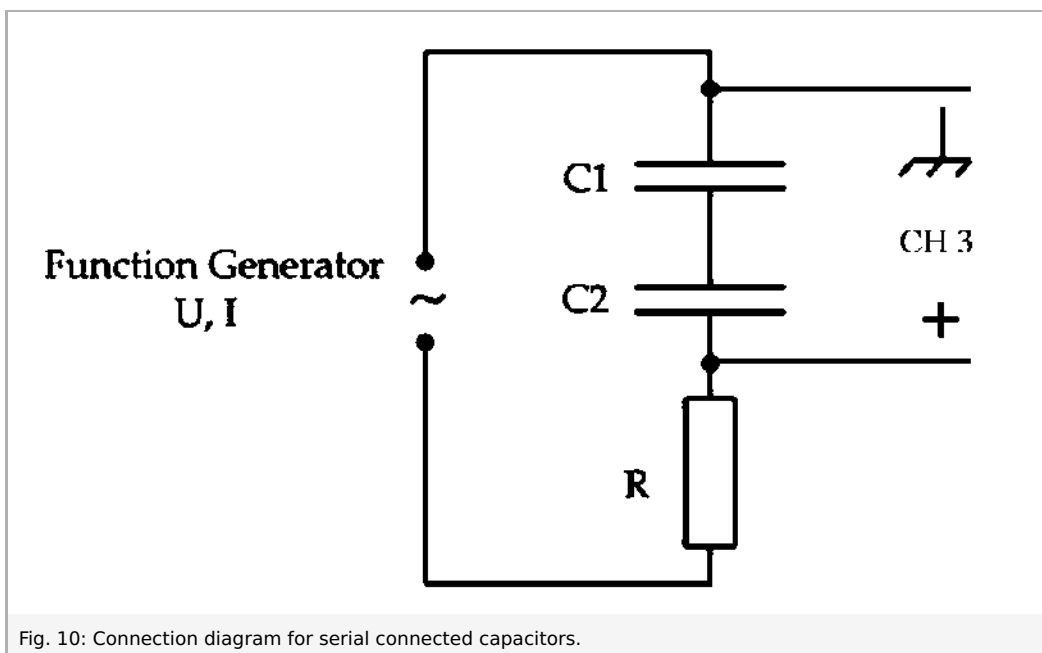 C1
Function Generator
U, I
~
C2
CH 3
+
R
Fig. 10: Connection diagram for serial connected capacitors.